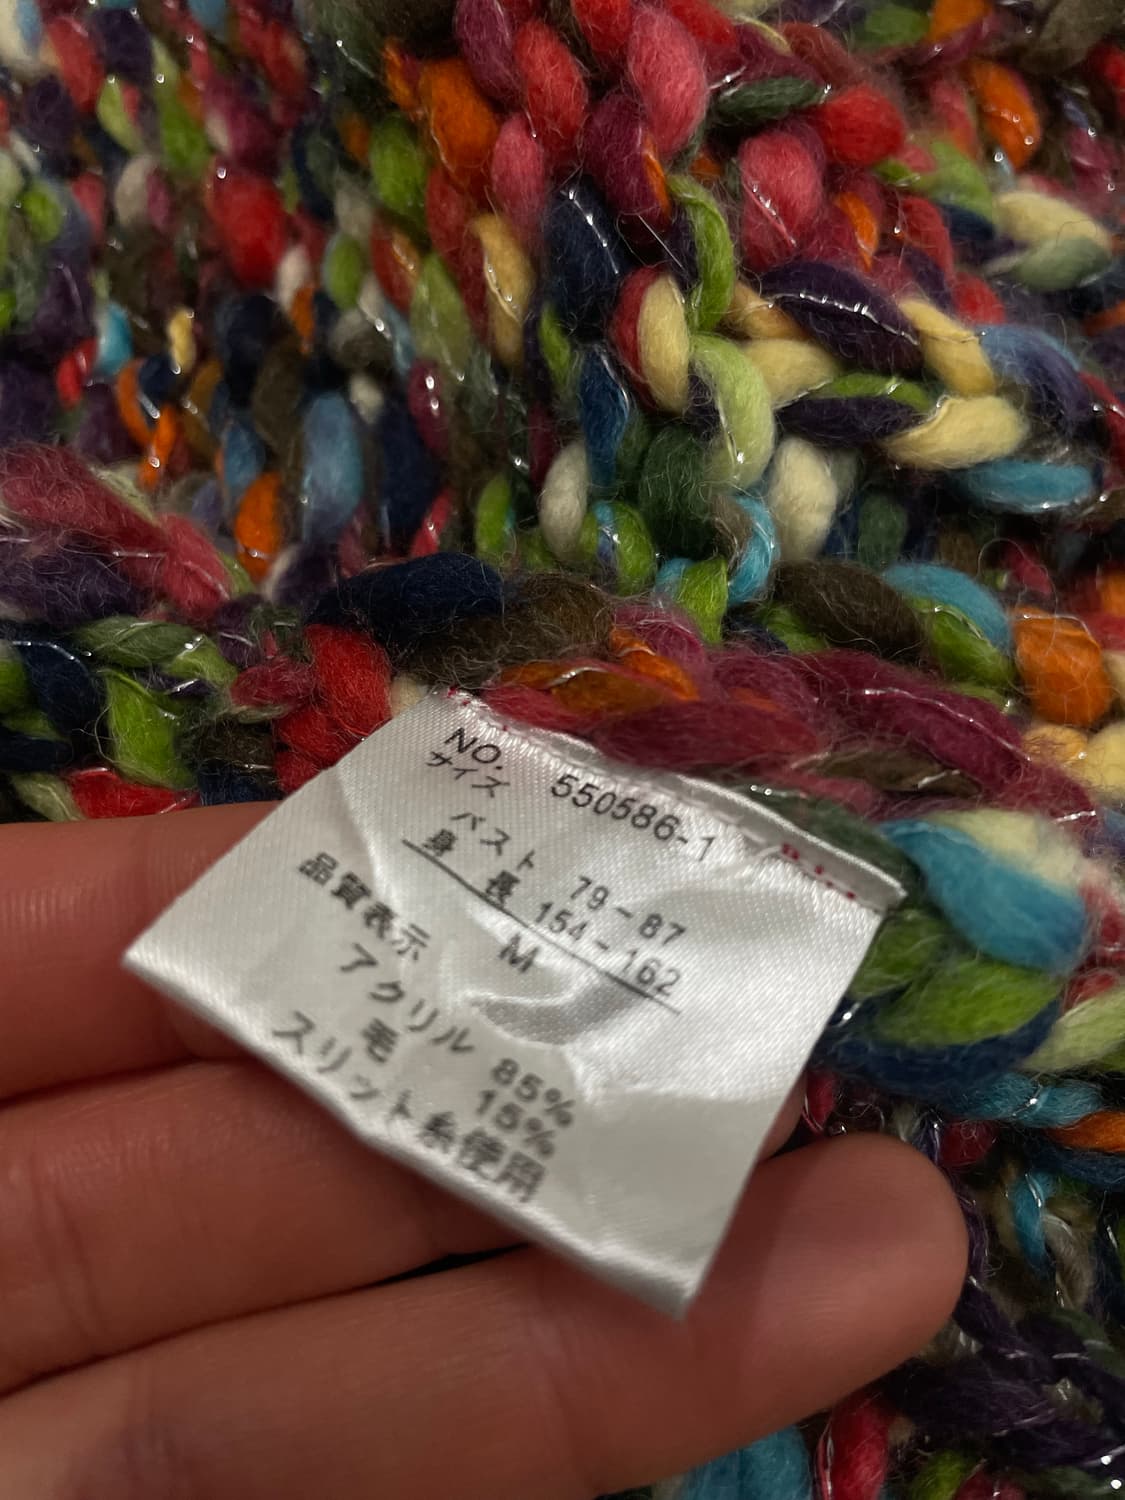 NO. 550586-1
サイズ
バスト 79-87
身長 154-162
M
品質表示
アクリル 85%
毛 15%
スリット糸使用